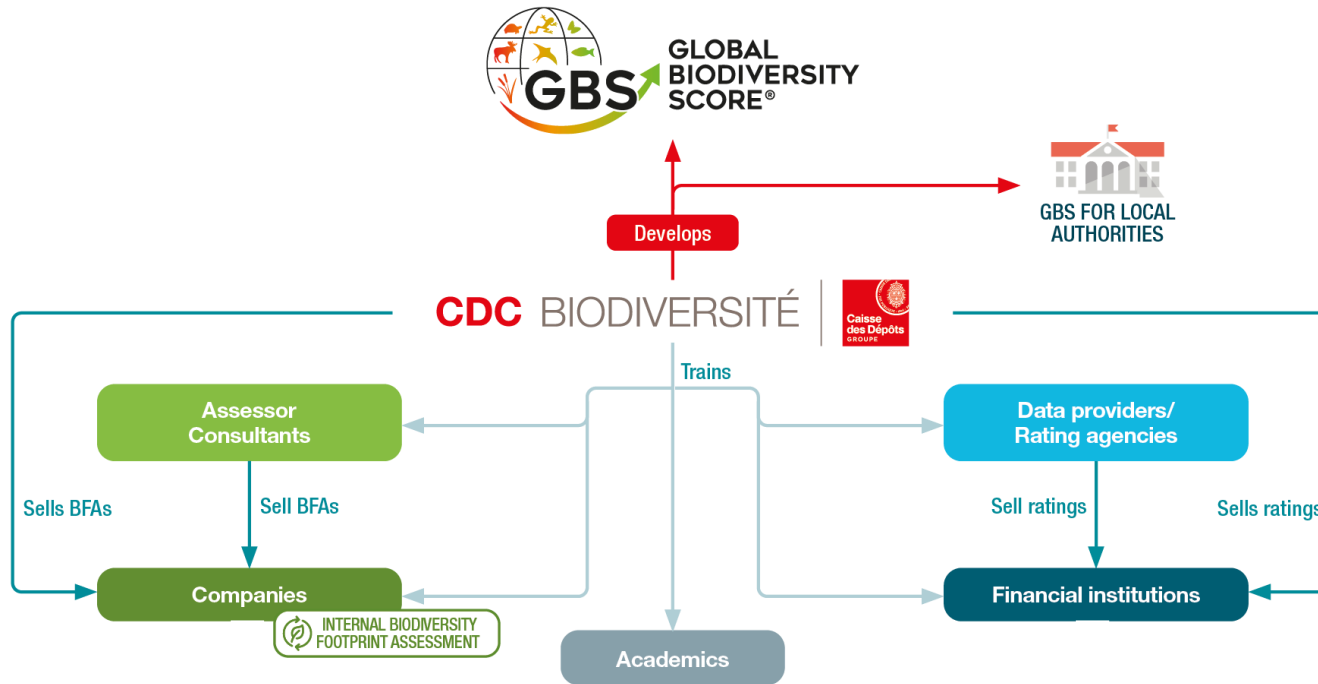 GBS
GLOBAL
BIODIVERSITY
SCORE®
GBS FOR LOCAL
AUTHORITIES
Develops
CDC BIODIVERSITÉ
Caisse
des Dépôts
GROUPE
Trains
Assessor
Consultants
Data providers/
Rating agencies
Sells BFAs
Sell BFAs
Sell ratings
Sells ratings
Companies
Financial institutions
INTERNAL BIODIVERSITY
FOOTPRINT ASSESSMENT
Academics